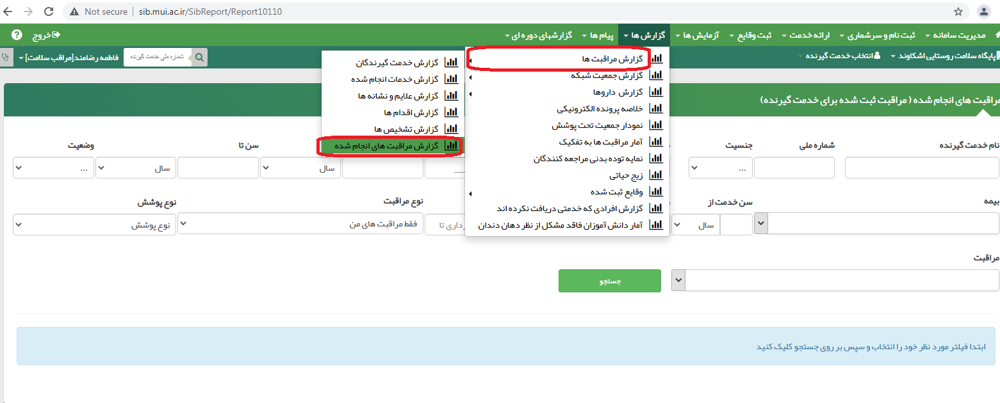 Not secure | sib.mui.ac.ir/SibReport/Report10110
مدیریت سامانه ثبت نام و سرشماری ارائه خدمت ثبت وقایع آزمایش ها گزارش ها پیام ها گزارشهای دوره ای خروج
پایگاه سلامت روستایی اشکاوند انتخاب خدمت گیرنده شماره ملی خدمت گیرنده فاطمه رضامند[مراقب سلامت]
مراقبت های انجام شده ( مراقبت ثبت شده برای خدمت گیرنده)
گزارش مراقبت ها
گزارش جمعیت شبکه
گزارش داروها
خلاصه پرونده الکترونیکی
نمودار جمعیت تحت پوشش
آمار مراقبت ها به تفکیک
نمایه توده بدنی مراجعه کنندگان
زیج حیاتی
وقایع ثبت شده
گزارش افرادی که خدمتی دریافت نکرده اند
آمار دانش آموزان فاقد مشکل از نظر دهان دندان
گزارش خدمت گیرندگان
گزارش خدمات انجام شده
گزارش علایم و نشانه ها
گزارش اقدام ها
گزارش تشخیص ها
گزارش مراقبت های انجام شده
نام خدمت گیرنده شماره ملی جنسیت سن تا وضعیت
... سال سال ...
بیمه سن خدمت از نوع مراقبت نوع پوشش
سال فقط مراقبت های من نوع پوشش
مراقبت
جستجو
ابتدا فیلتر مورد نظر خود را انتخاب و سپس بر روی جستجو کلیک کنید